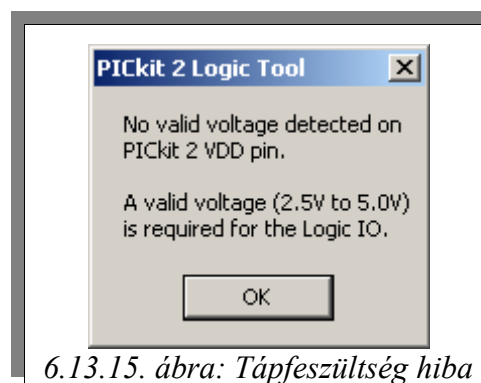 PICkit 2 Logic Tool
No valid voltage detected on
PICkit 2 VDD pin.
A valid voltage (2.5V to 5.0V)
is required for the Logic IO.
OK
6.13.15. ábra: Tápfeszültség hiba